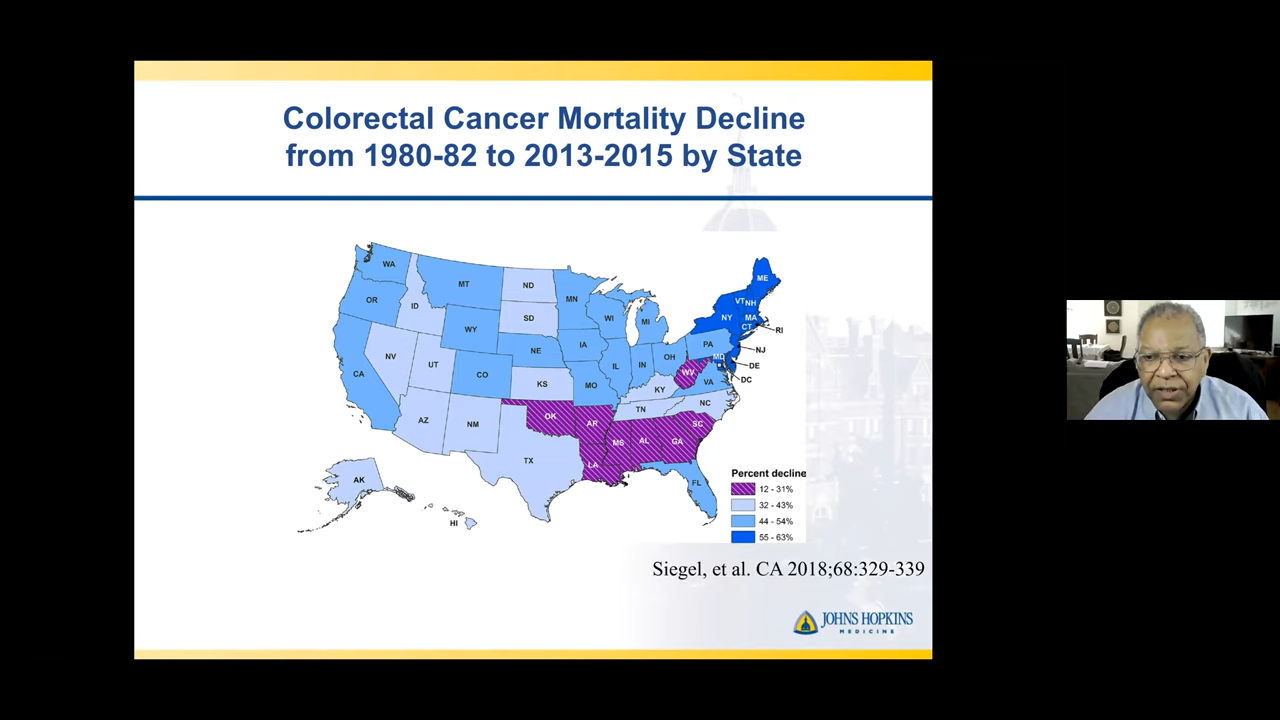 Colorectal Cancer Mortality Decline
from 1980-82 to 2013-2015 by State
WA
MT
ND
MN
ME
OR
ID
SD
WI
MI
VT
NH
NY
MA
CT
RI
WY
NE
IA
PA
NJ
NV
UT
CO
IL
IN
OH
MD
DE
DC
CA
KS
MO
WV
VA
KY
AZ
NM
OK
AR
TN
NC
SC
TX
LA
MS
AL
GA
FL
AK
HI
Percent decline
12 - 31%
32 - 43%
44 - 54%
55 - 63%
Siegel, et al. CA 2018;68:329-339
JOHNS HOPKINS
MEDICINE